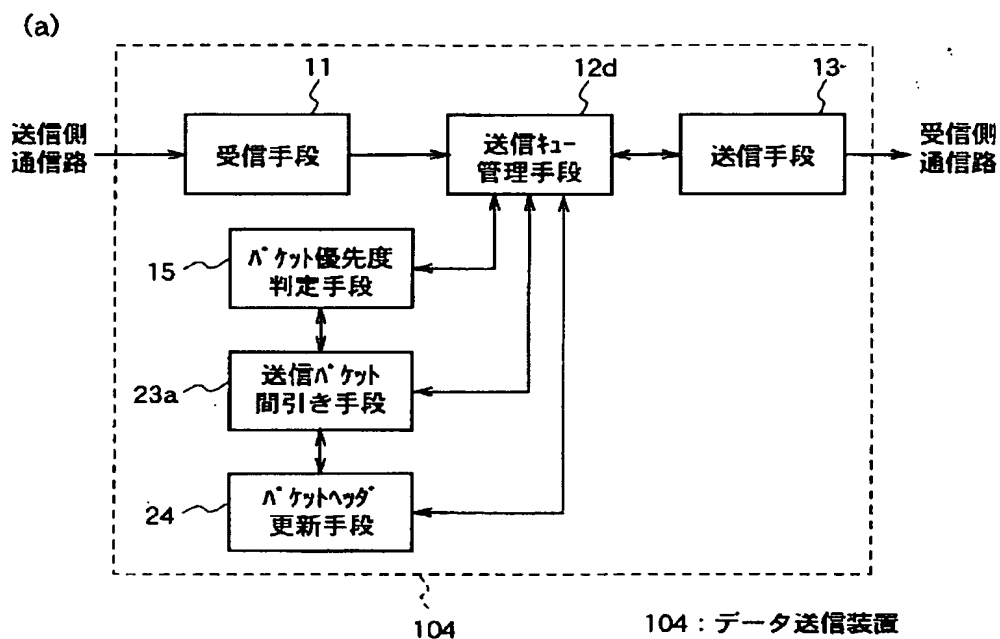 (a)
11
12d
13
送信側
通信路
受信手段
送信ｷｭｰ
管理手段
送信手段
受信側
通信路
15
ﾊﾟｹｯﾄ優先度
判定手段
23a
送信ﾊﾟｹｯﾄ
間引き手段
24
ﾊﾟｹｯﾄﾍｯﾀﾞ
更新手段
104
104：データ送信装置